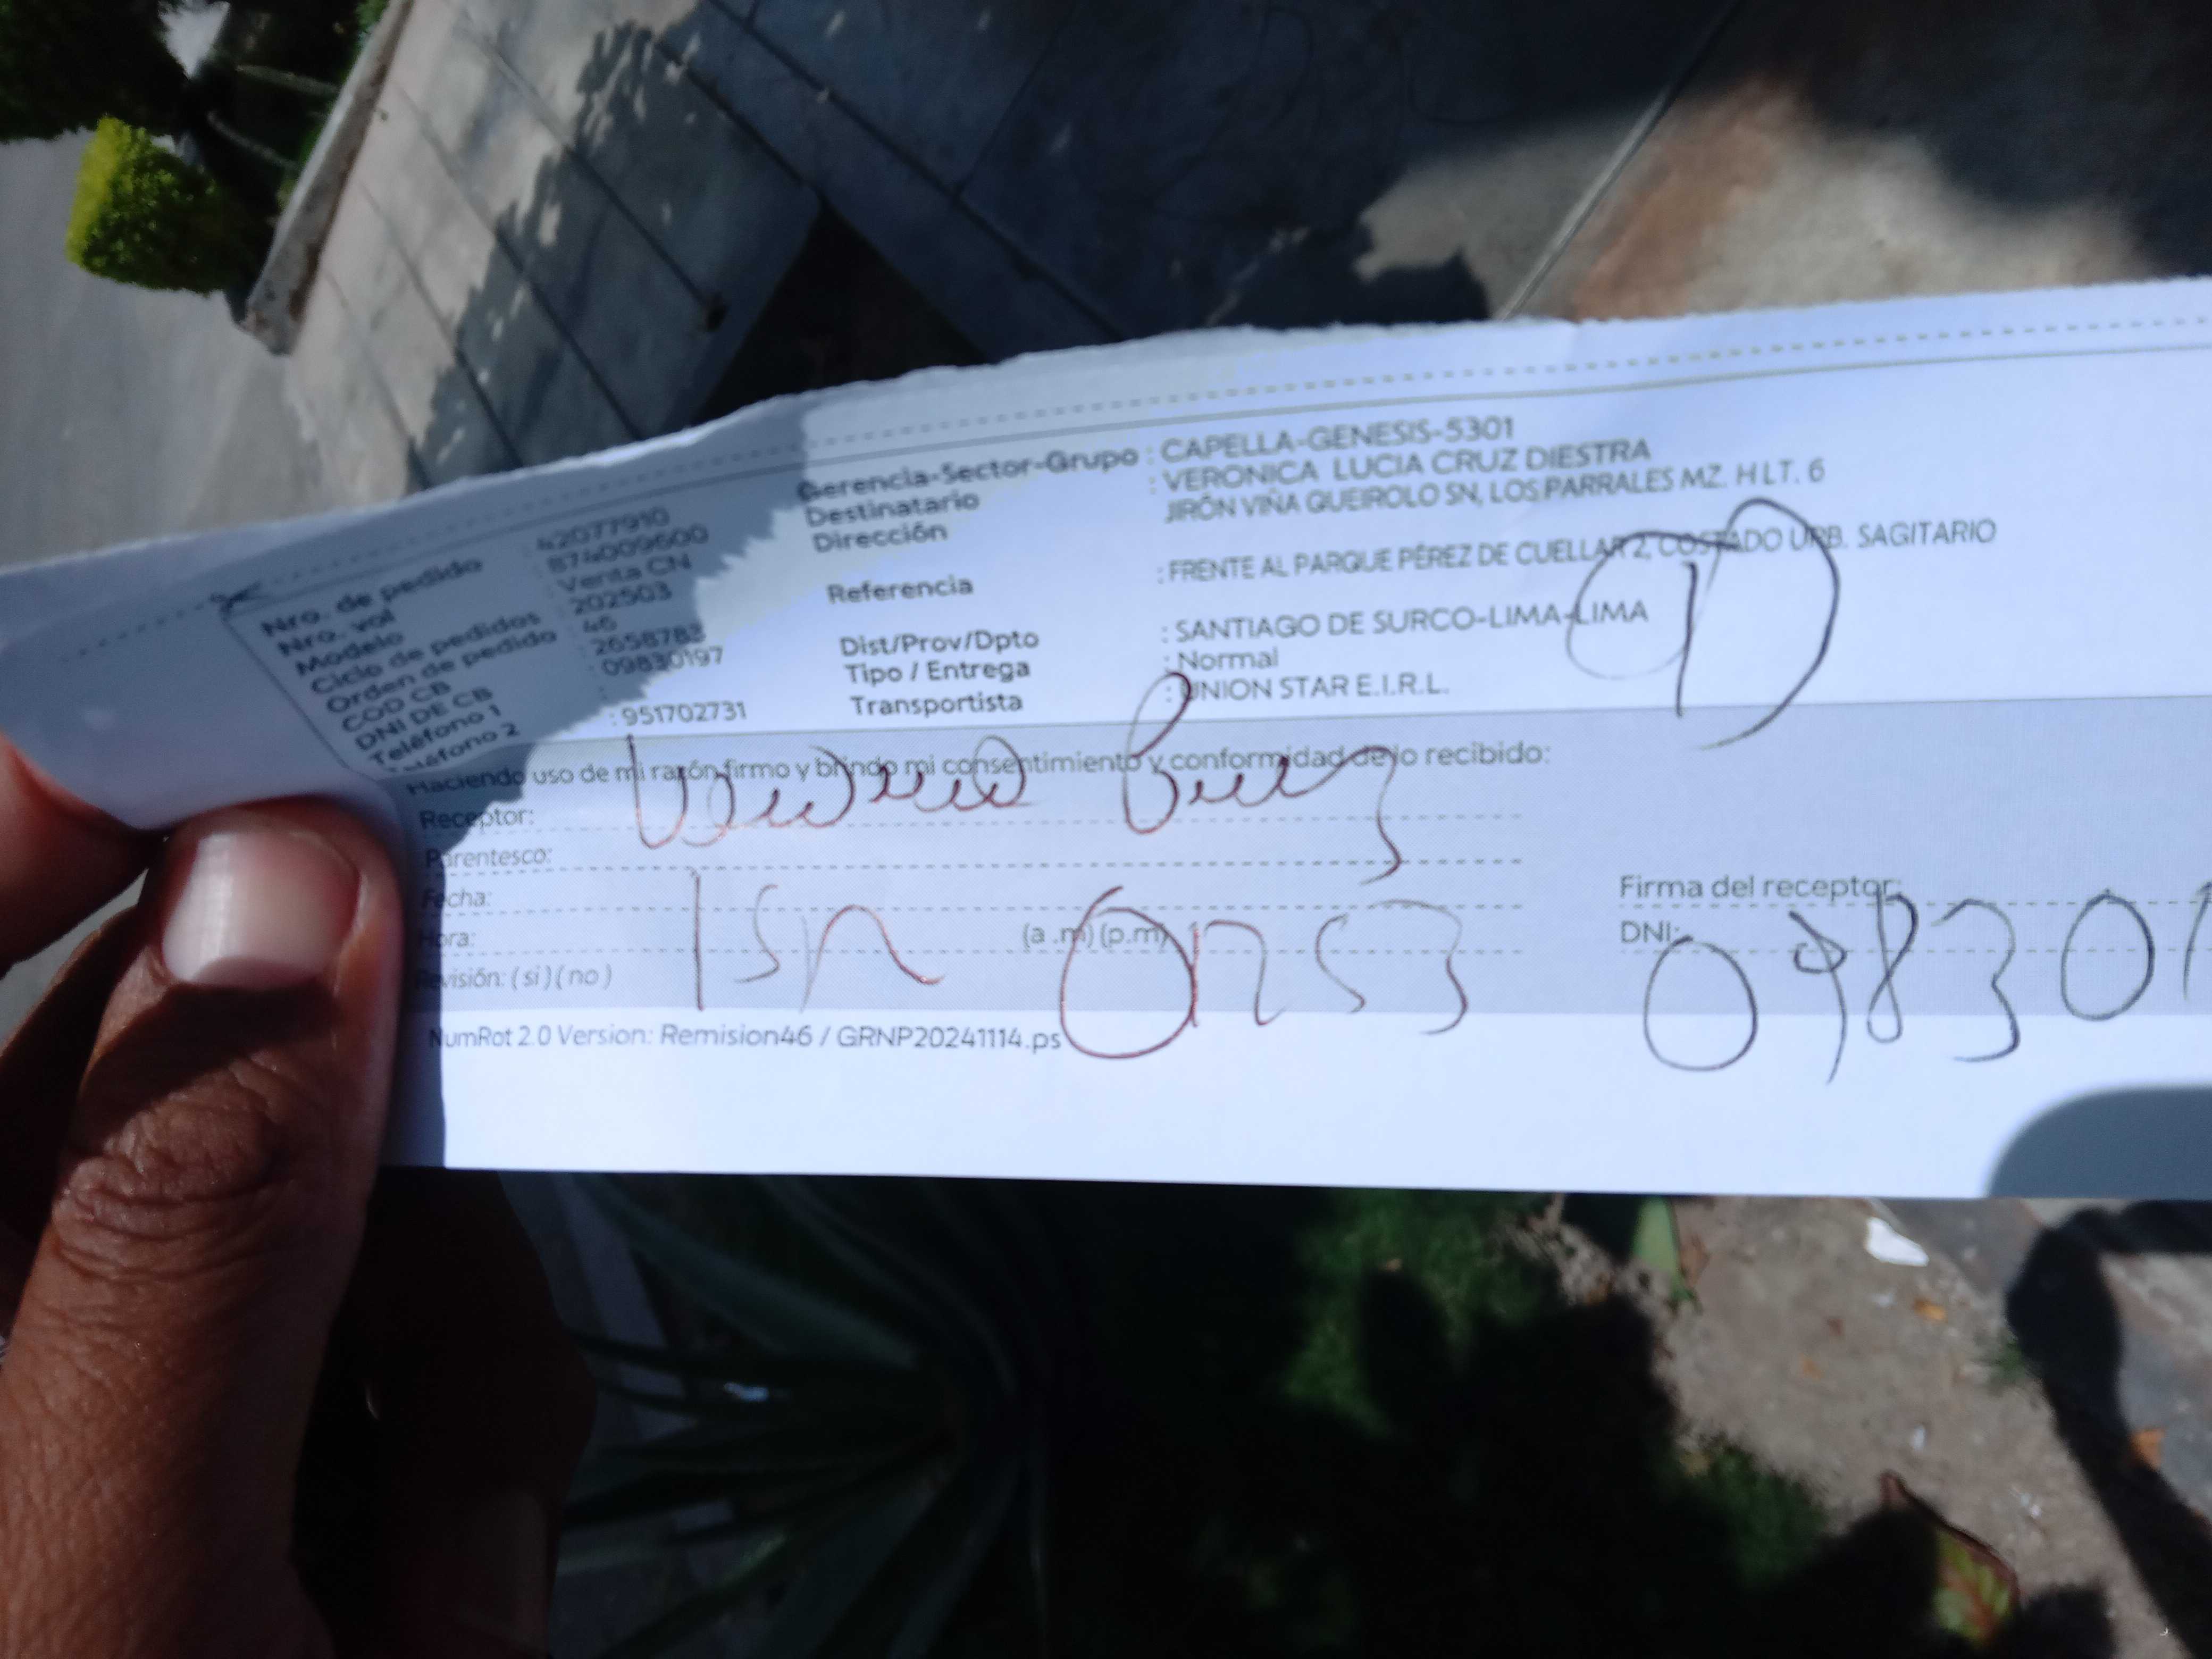 Nro. de pedido : 42077910
Nro. vol : 874009600
Modelo : Venta CN
Ciclo de pedidos : 202503
Orden de pedido : 46
COD CB : 2658783
DNI DE CB : 09830197
Teléfono 1 :
Teléfono 2 : 951702731
Gerencia-Sector-Grupo : CAPELLA-GENESIS-5301
Destinatario : VERONICA LUCIA CRUZ DIESTRA
Dirección JIRÓN VIÑA QUEIROLO SN, LOS PARRALES MZ. H LT. 6
Referencia : FRENTE AL PARQUE PÉREZ DE CUELLAR 2, COSTADO URB. SAGITARIO
Dist/Prov/Dpto : SANTIAGO DE SURCO-LIMA-LIMA
Tipo / Entrega : Normal
Transportista : UNION STAR E.I.R.L.
1
Haciendo uso de mi razón firmo y brindo mi consentimiento y conformidad de lo recibido:
Receptor:
Parentesco:
Fecha:
Hora: (a .m) (p.m)
Revisión: ( si ) ( no )
Firma del receptor:
DNI: 098301
NumRot 2.0 Version: Remision46 / GRNP20241114.ps